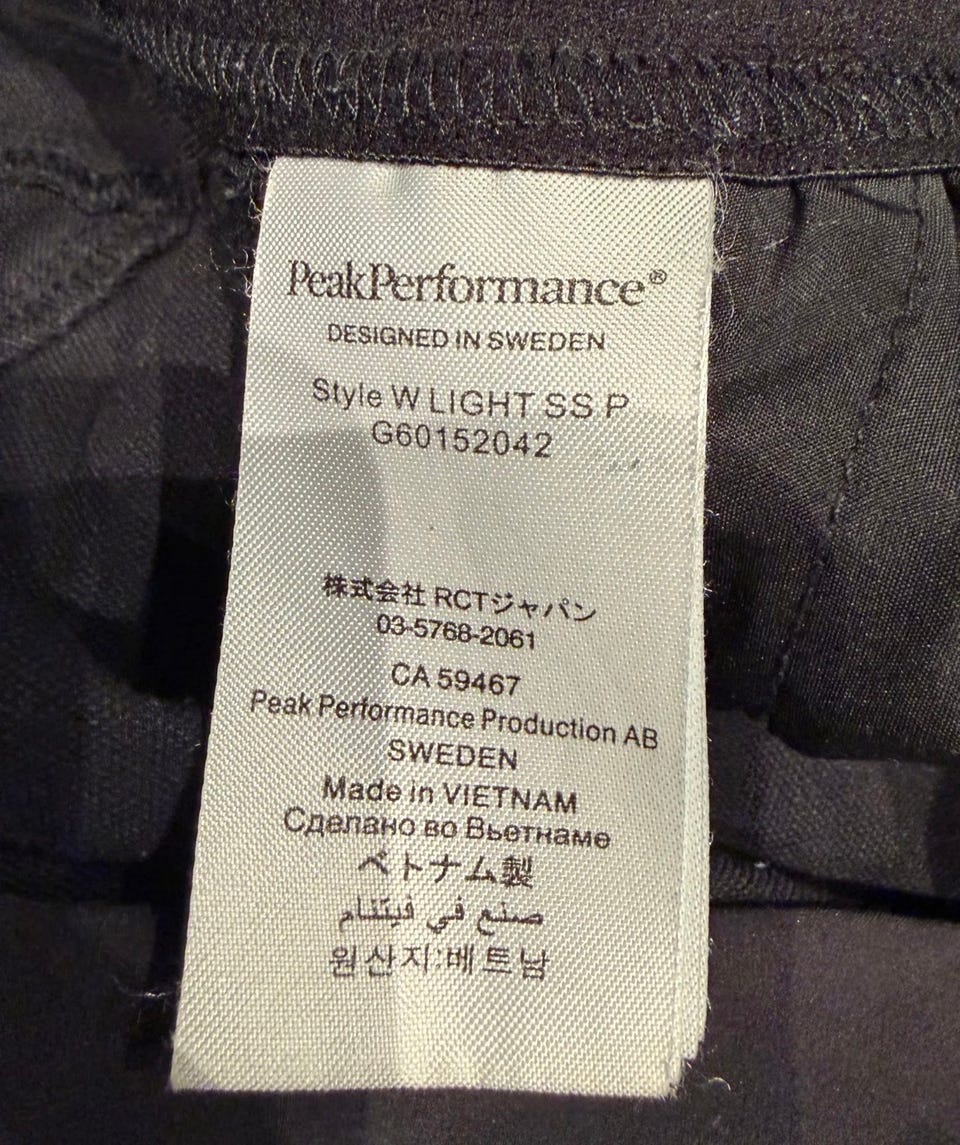 PeakPerformance®
DESIGNED IN SWEDEN
Style W LIGHT SS P
G60152042
株式会社 RCTジャパン
03-5768-2061
CA 59467
Peak Performance Production AB
SWEDEN
Made in VIETNAM
Сделано во Вьетнаме
ベトナム製
صنع في فيتنام
원산지:베트남